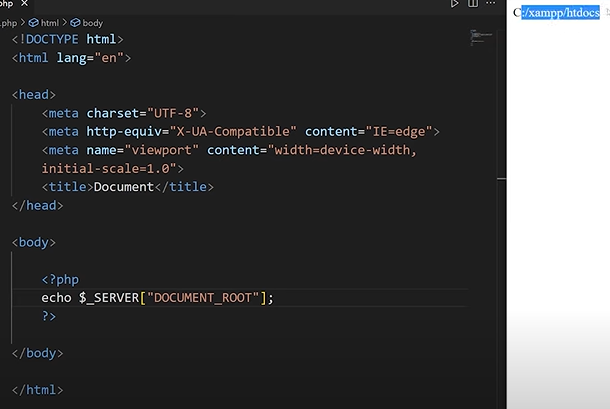 php ×
.php > html > body
<!DOCTYPE html>
<html lang="en">
<head>
<meta charset="UTF-8">
<meta http-equiv="X-UA-Compatible" content="IE=edge">
<meta name="viewport" content="width=device-width,
initial-scale=1.0">
<title>Document</title>
</head>
<body>
<?php
echo $_SERVER["DOCUMENT_ROOT"];
?>
</body>
</html>
C:/xampp/htdocs